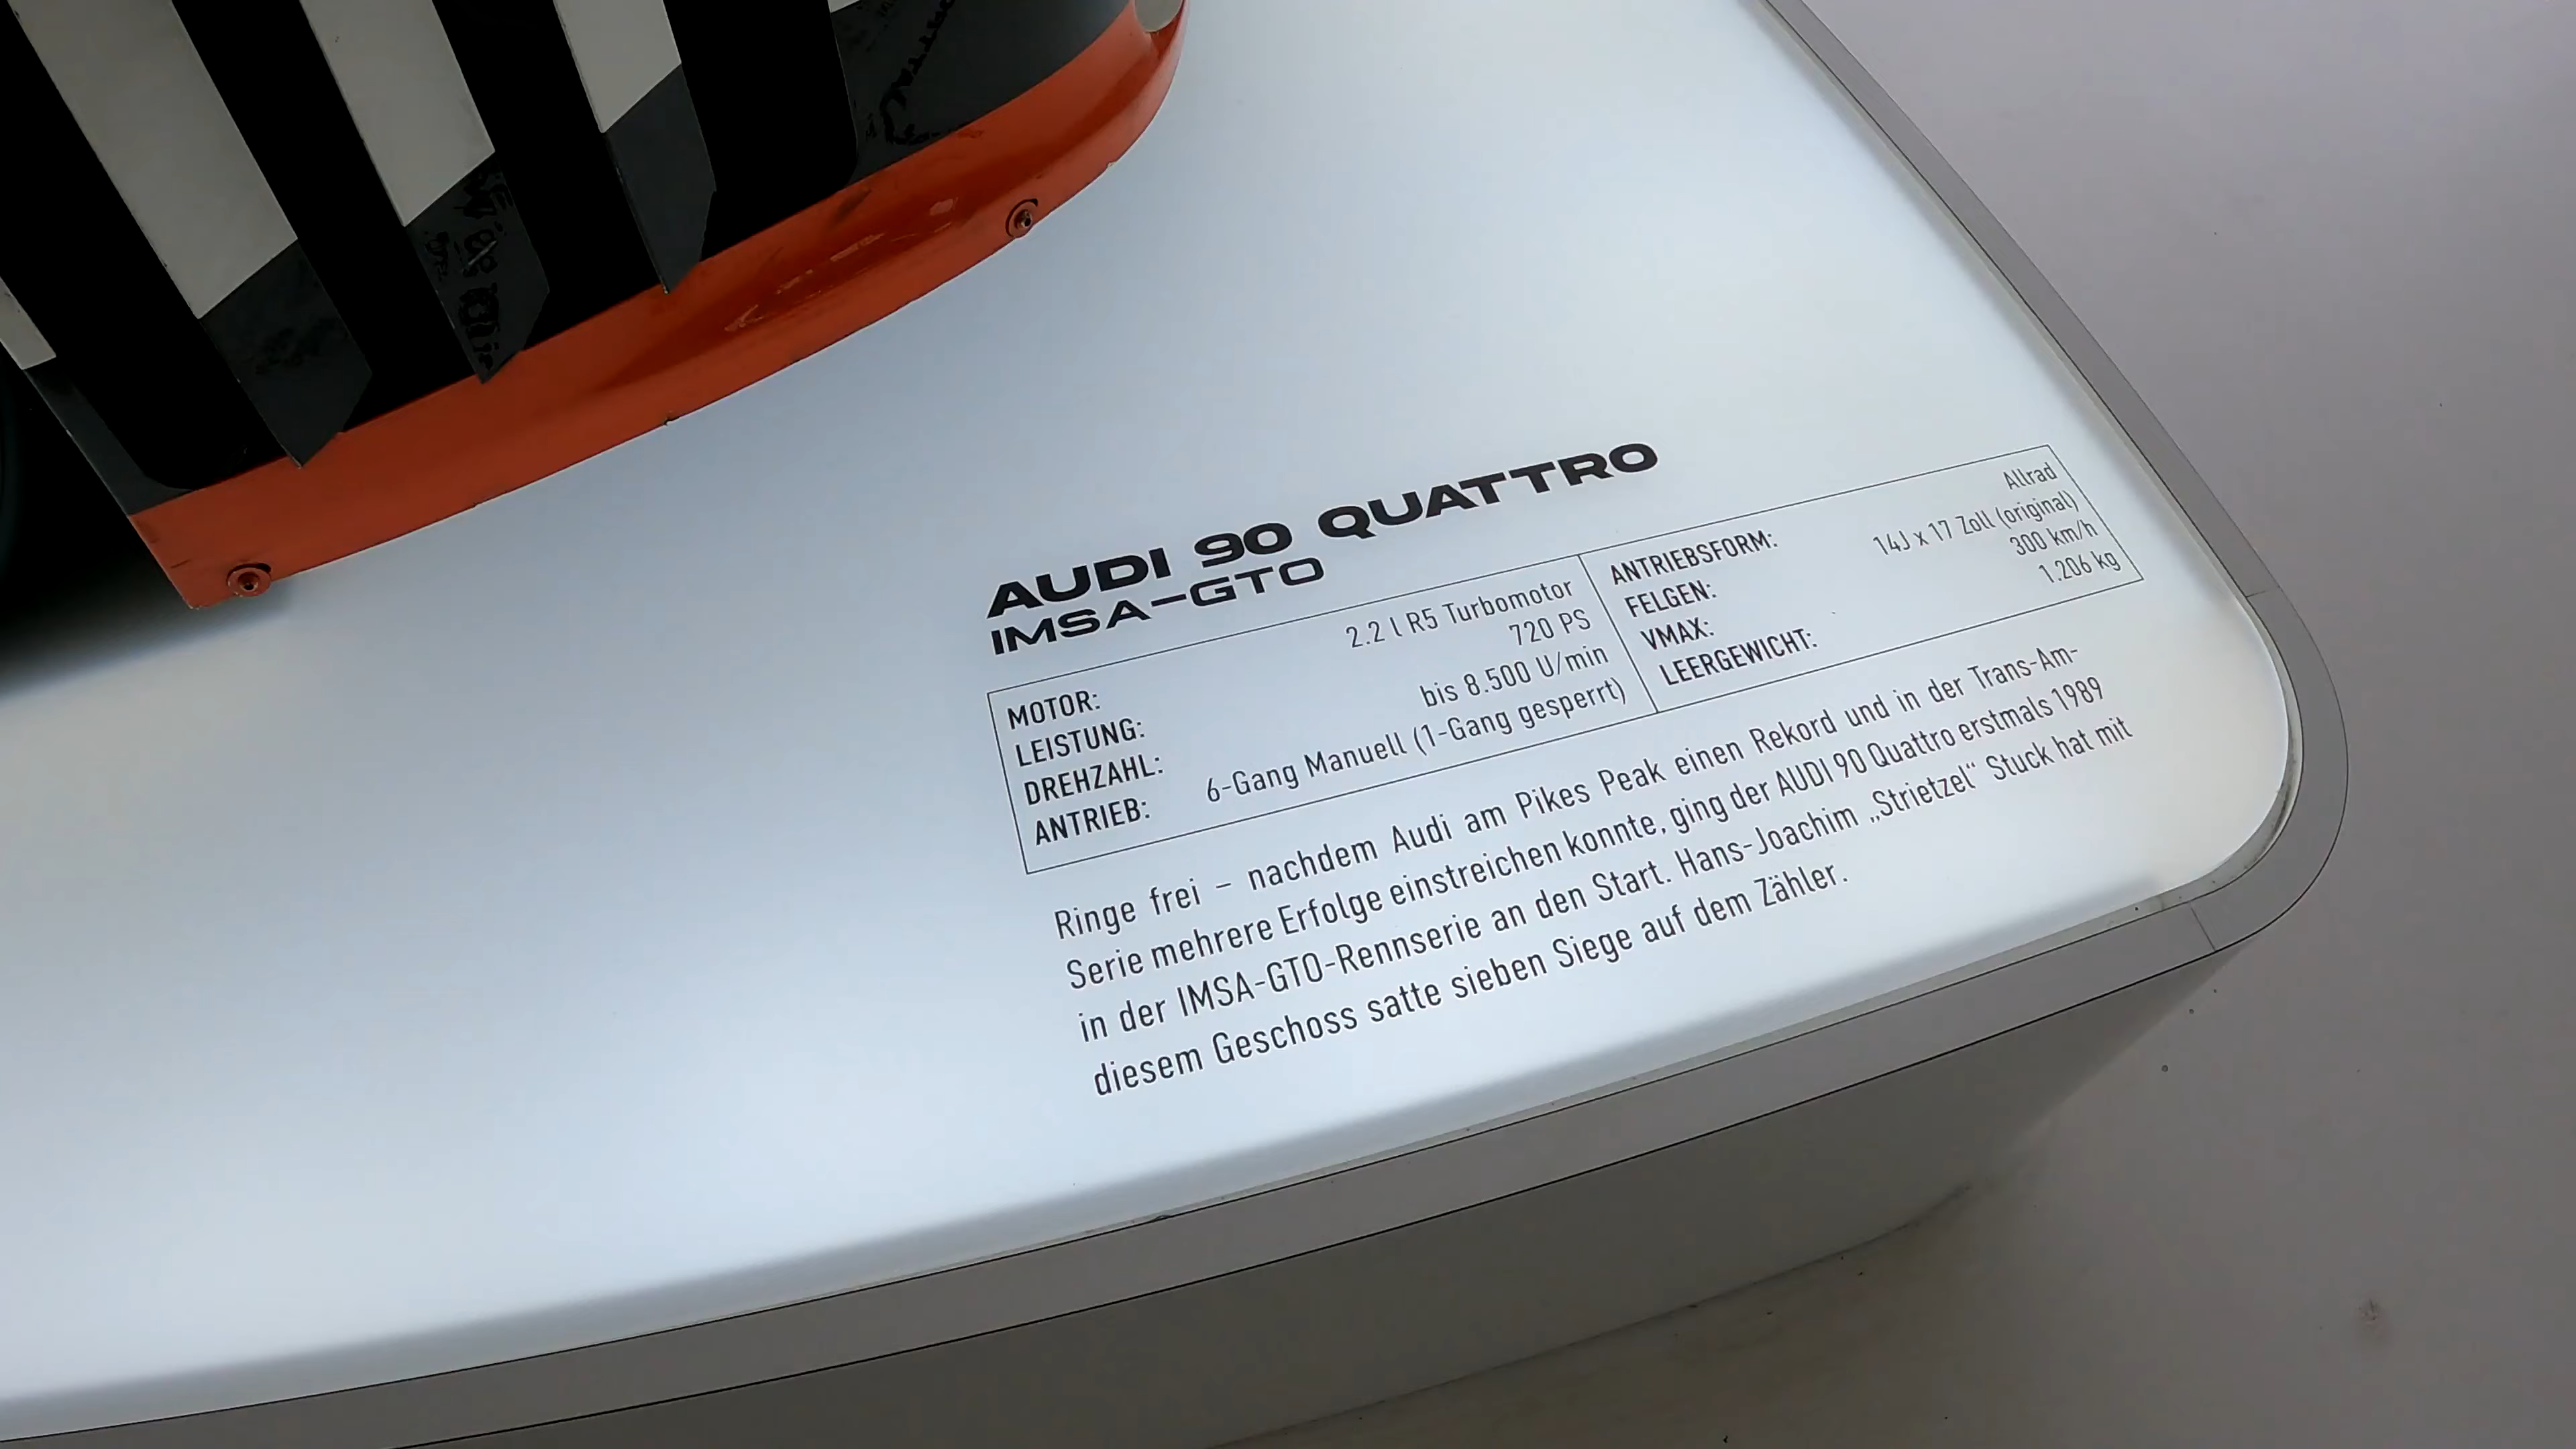 AUDI 90 QUATTRO
IMSA-GTO
MOTOR: 2.2 l R5 Turbomotor
LEISTUNG: 720 PS
DREHZAHL: bis 8.500 U/min
ANTRIEB: 6-Gang Manuell (1-Gang gesperrt)
ANTRIEBSFORM: Allrad
FELGEN: 14J x 17 Zoll (original)
VMAX: 300 km/h
LEERGEWICHT: 1.206 kg
Ringe frei – nachdem Audi am Pikes Peak einen Rekord und in der Trans-Am-
Serie mehrere Erfolge einstreichen konnte, ging der AUDI 90 Quattro erstmals 1989
in der IMSA-GTO-Rennserie an den Start. Hans-Joachim „Strietzel“ Stuck hat mit
diesem Geschoss satte sieben Siege auf dem Zähler.